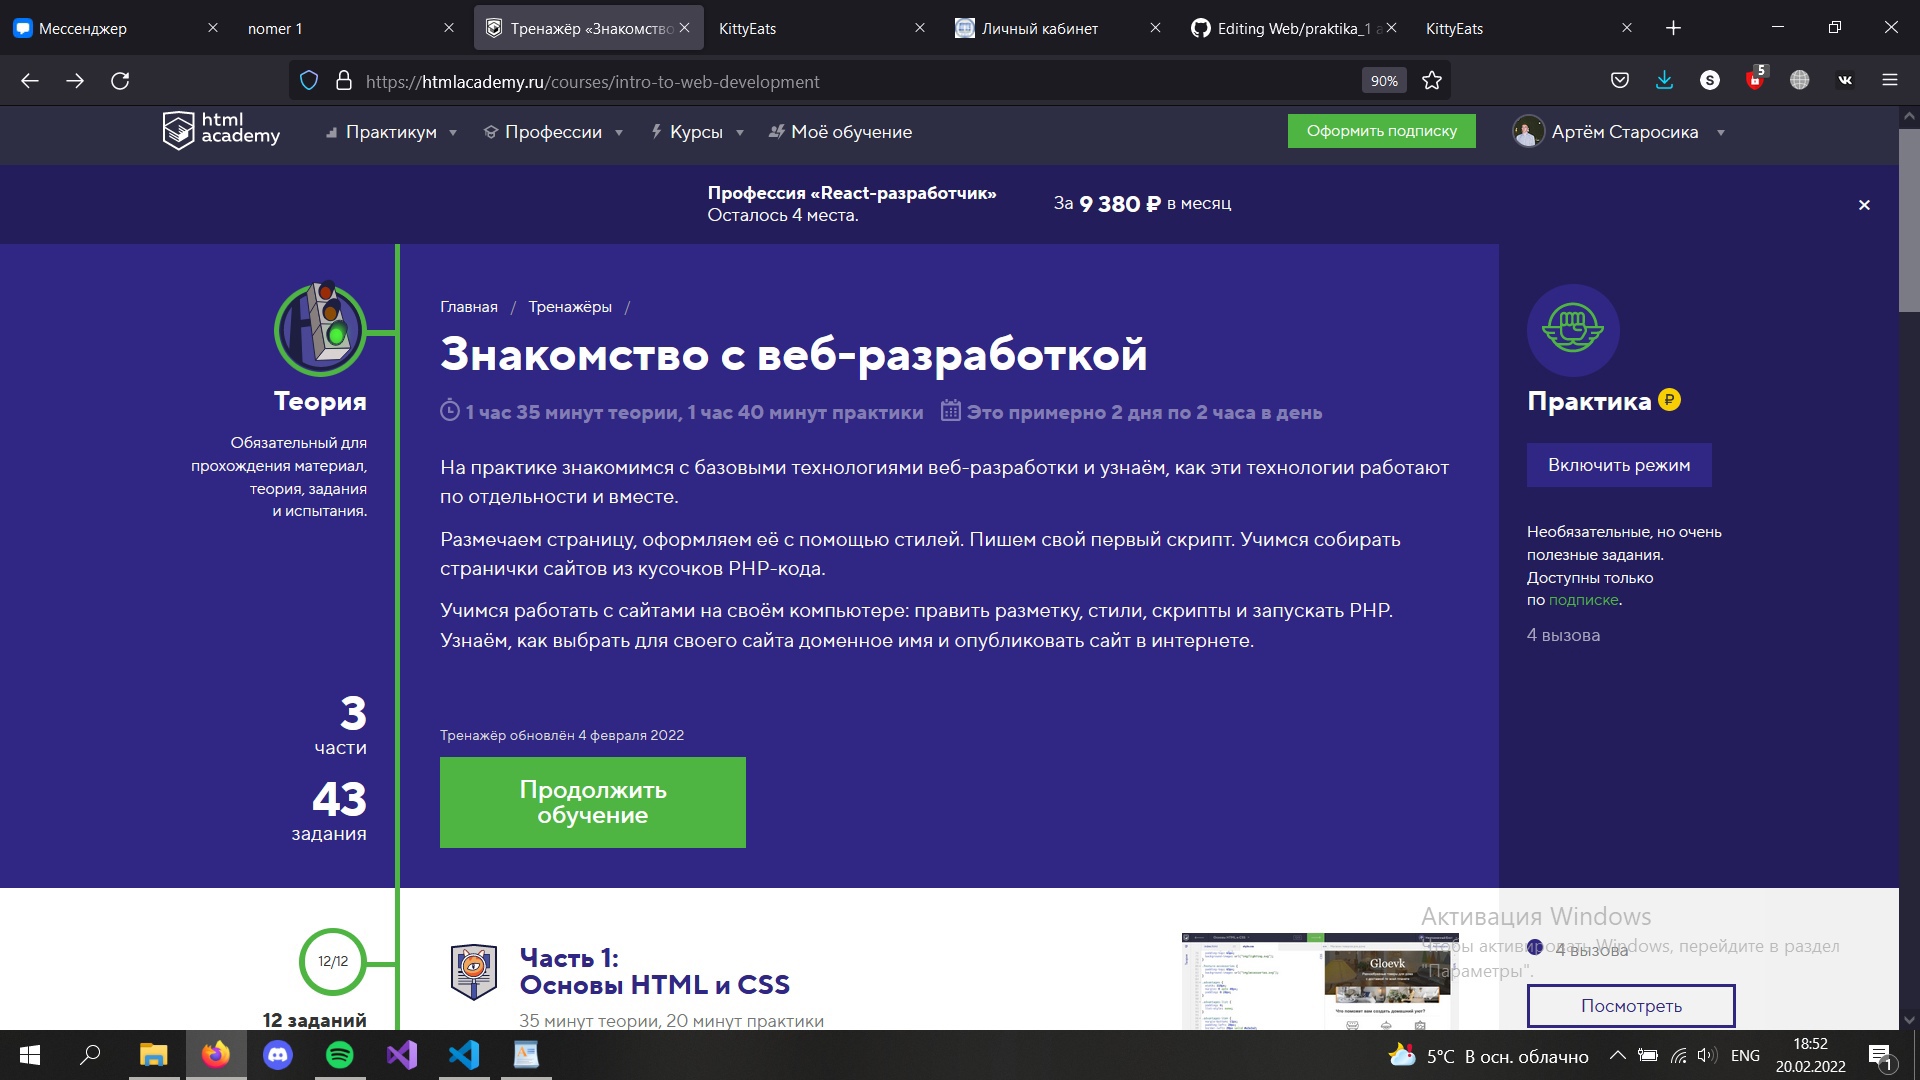 Мессенджер
nomer 1
Тренажёр «Знакомство
KittyEats
Личный кабинет
Editing Web/praktika_1 a
KittyEats
https://htmlacademy.ru/courses/intro-to-web-development
90%
S
5
html
academy
Практикум
Профессии
Курсы
Моё обучение
Оформить подписку
Артём Старосика
Профессия «React-разработчик»
Осталось 4 места.
За 9 380 ₽ в месяц
Теория
Обязательный для
прохождения материал,
теория, задания
и испытания.
3
части
43
задания
Главная / Тренажёры /
Знакомство с веб-разработкой
1 час 35 минут теории, 1 час 40 минут практики
Это примерно 2 дня по 2 часа в день
На практике знакомимся с базовыми технологиями веб-разработки и узнаём, как эти технологии работают
по отдельности и вместе.
Размечаем страницу, оформляем её с помощью стилей. Пишем свой первый скрипт. Учимся собирать
странички сайтов из кусочков PHP-кода.
Учимся работать с сайтами на своём компьютере: править разметку, стили, скрипты и запускать PHP.
Узнаём, как выбрать для своего сайта доменное имя и опубликовать сайт в интернете.
Тренажёр обновлён 4 февраля 2022
Продолжить
обучение
Практика ₽
Включить режим
Необязательные, но очень
полезные задания.
Доступны только
по подписке.
4 вызова
12/12
12 заданий
Часть 1:
Основы HTML и CSS
35 минут теории, 20 минут практики
Gloevk
Что поможет вам создать домашний уют?
Активация Windows
Чтобы активировать Windows, перейдите в раздел
"Параметры".
4 вызова
Посмотреть
5°C В осн. облачно
ENG
18:52
20.02.2022
1